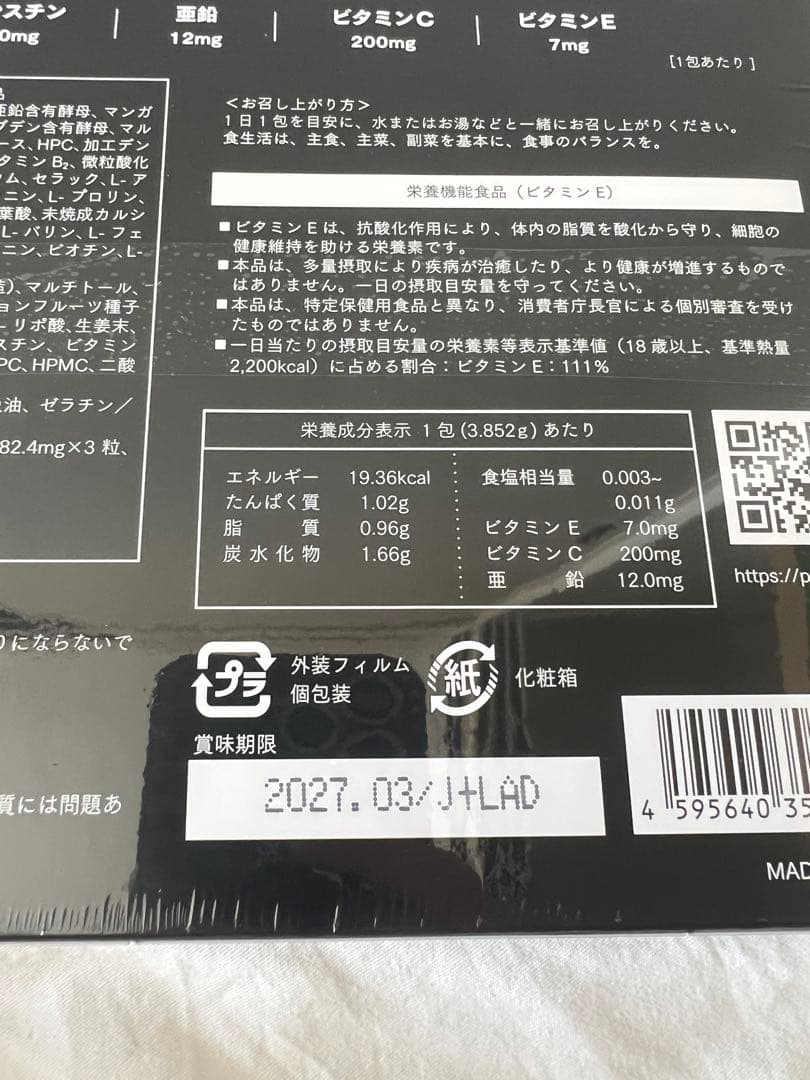 スチン
0mg
亜鉛
12mg
ビタミンC
200mg
ビタミンE
7mg
[1包あたり]
品
亜鉛含有酵母、マンガ
ブデン含有酵母、マル
ース、HPC、加工デン
タミンB₂、微粒酸化
ウム、セラック、L-ア
ニン、L-プロリン、
葉酸、未焼成カルシ
L-バリン、L-フェ
ニン、ビオチン、L-
造)、マルチトール、
ションフルーツ種子
-リポ酸、生姜末、
スチン、ビタミン
PC、HPMC、二酸
油、ゼラチン／
82.4mg×3粒、
りにならないで
質には問題あ
＜お召し上がり方＞
1日1包を目安に、水またはお湯などと一緒にお召し上がりください。
食生活は、主食、主菜、副菜を基本に、食事のバランスを。
栄養機能食品（ビタミンE）
■ビタミンEは、抗酸化作用により、体内の脂質を酸化から守り、細胞の
健康維持を助ける栄養素です。
■本品は、多量摂取により疾病が治癒したり、より健康が増進するもので
はありません。一日の摂取目安量を守ってください。
■本品は、特定保健用食品と異なり、消費者庁長官による個別審査を受け
たものではありません。
■一日当たりの摂取目安量の栄養素等表示基準値（18歳以上、基準熱量
2,200kcal）に占める割合：ビタミンE：111%
栄養成分表示 1包(3.852g)あたり
エネルギー 19.36kcal
たんぱく質 1.02g
脂質 0.96g
炭水化物 1.66g
食塩相当量 0.003~
0.011g
ビタミンE 7.0mg
ビタミンC 200mg
亜鉛 12.0mg
https://p
プラ
外装フィルム
個包装
紙
化粧箱
賞味期限
2027.03/J+LAD
4 595640 35
MAD